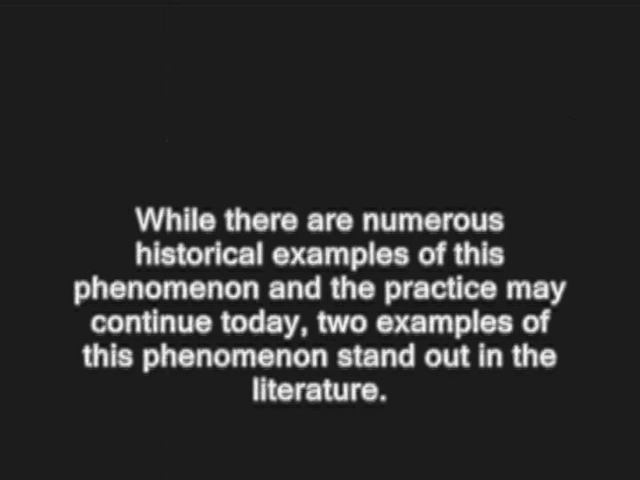 While there are numerous
historical examples of this
phenomenon and the practice may
continue today, two examples of
this phenomenon stand out in the
literature.